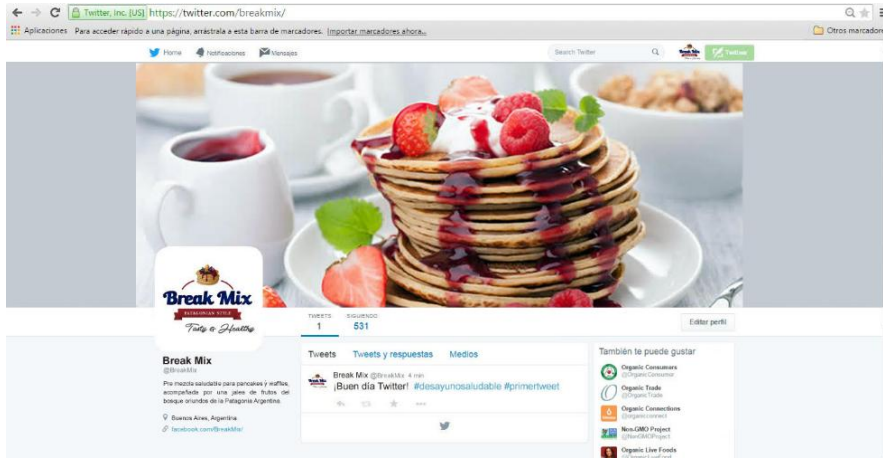 Twitter, Inc. [US] https://twitter.com/breakmix/
Aplicaciones Para acceder rápido a una página, arrástrala a esta barra de marcadores. Importar marcadores ahora...
Otros marcadore
Home Notificaciones Mensajes
Search Twitter
Twittear
Break Mix
PATAGONIAN STYLE
Tasty & Healthy
TWEETS
1
SIGUIENDO
531
Editar perfil
Break Mix
@BreakMix
Pre mezcla saludable para pancakes y waffles,
acompañada por una jalea de frutos del
bosque oriundos de la Patagonia Argentina.
Buenos Aires, Argentina
facebook.com/BreakMix/
Tweets Tweets y respuestas Medios
Break Mix @BreakMix 4 min
¡Buen día Twitter! #desayunosaludable #primertweet
También te puede gustar
Organic Consumers
@OrganicConsumer
Organic Trade
@OrganicTrade
Organic Connections
@organicconnect
Non-GMO Project
@NonGMOProject
Organic Live Foods
@OrganicLiveFood